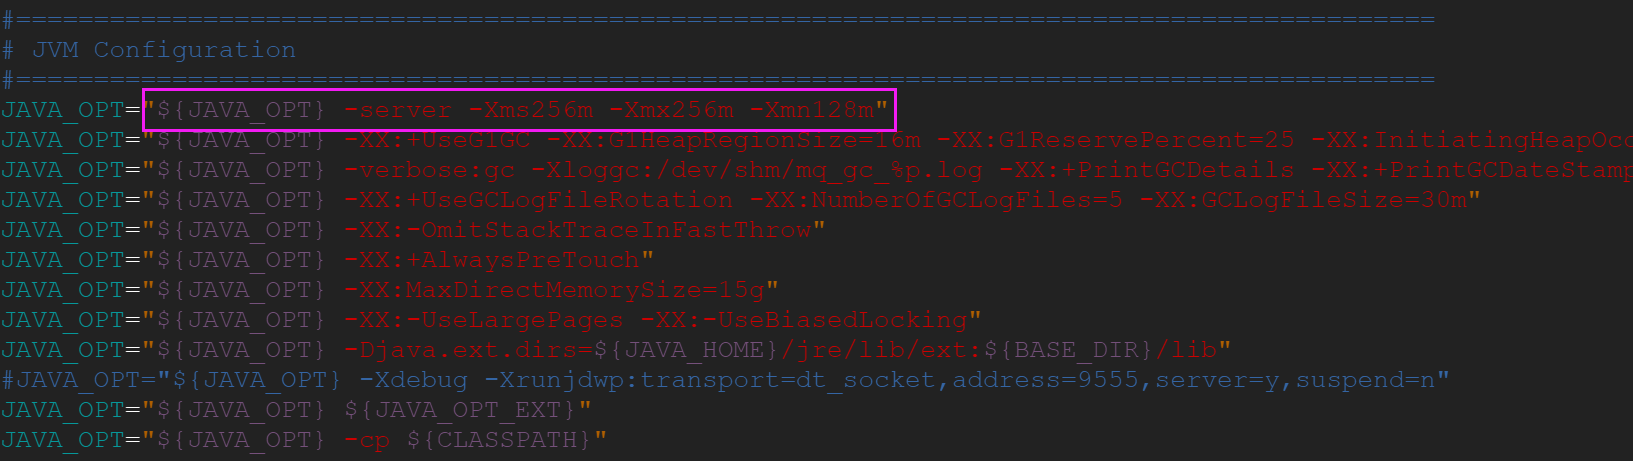 #===========================================================================================
# JVM Configuration
#===========================================================================================
JAVA_OPT="${JAVA_OPT} -server -Xms256m -Xmx256m -Xmn128m"
JAVA_OPT="${JAVA_OPT} -XX:+UseG1GC -XX:G1HeapRegionSize=16m -XX:G1ReservePercent=25 -XX:InitiatingHeapOcc
JAVA_OPT="${JAVA_OPT} -verbose:gc -Xloggc:/dev/shm/mq_gc_%p.log -XX:+PrintGCDetails -XX:+PrintGCDateStamp
JAVA_OPT="${JAVA_OPT} -XX:+UseGCLogFileRotation -XX:NumberOfGCLogFiles=5 -XX:GCLogFileSize=30m"
JAVA_OPT="${JAVA_OPT} -XX:-OmitStackTraceInFastThrow"
JAVA_OPT="${JAVA_OPT} -XX:+AlwaysPreTouch"
JAVA_OPT="${JAVA_OPT} -XX:MaxDirectMemorySize=15g"
JAVA_OPT="${JAVA_OPT} -XX:-UseLargePages -XX:-UseBiasedLocking"
JAVA_OPT="${JAVA_OPT} -Djava.ext.dirs=${JAVA_HOME}/jre/lib/ext:${BASE_DIR}/lib"
#JAVA_OPT="${JAVA_OPT} -Xdebug -Xrunjdwp:transport=dt_socket,address=9555,server=y,suspend=n"
JAVA_OPT="${JAVA_OPT} ${JAVA_OPT_EXT}"
JAVA_OPT="${JAVA_OPT} -cp ${CLASSPATH}"